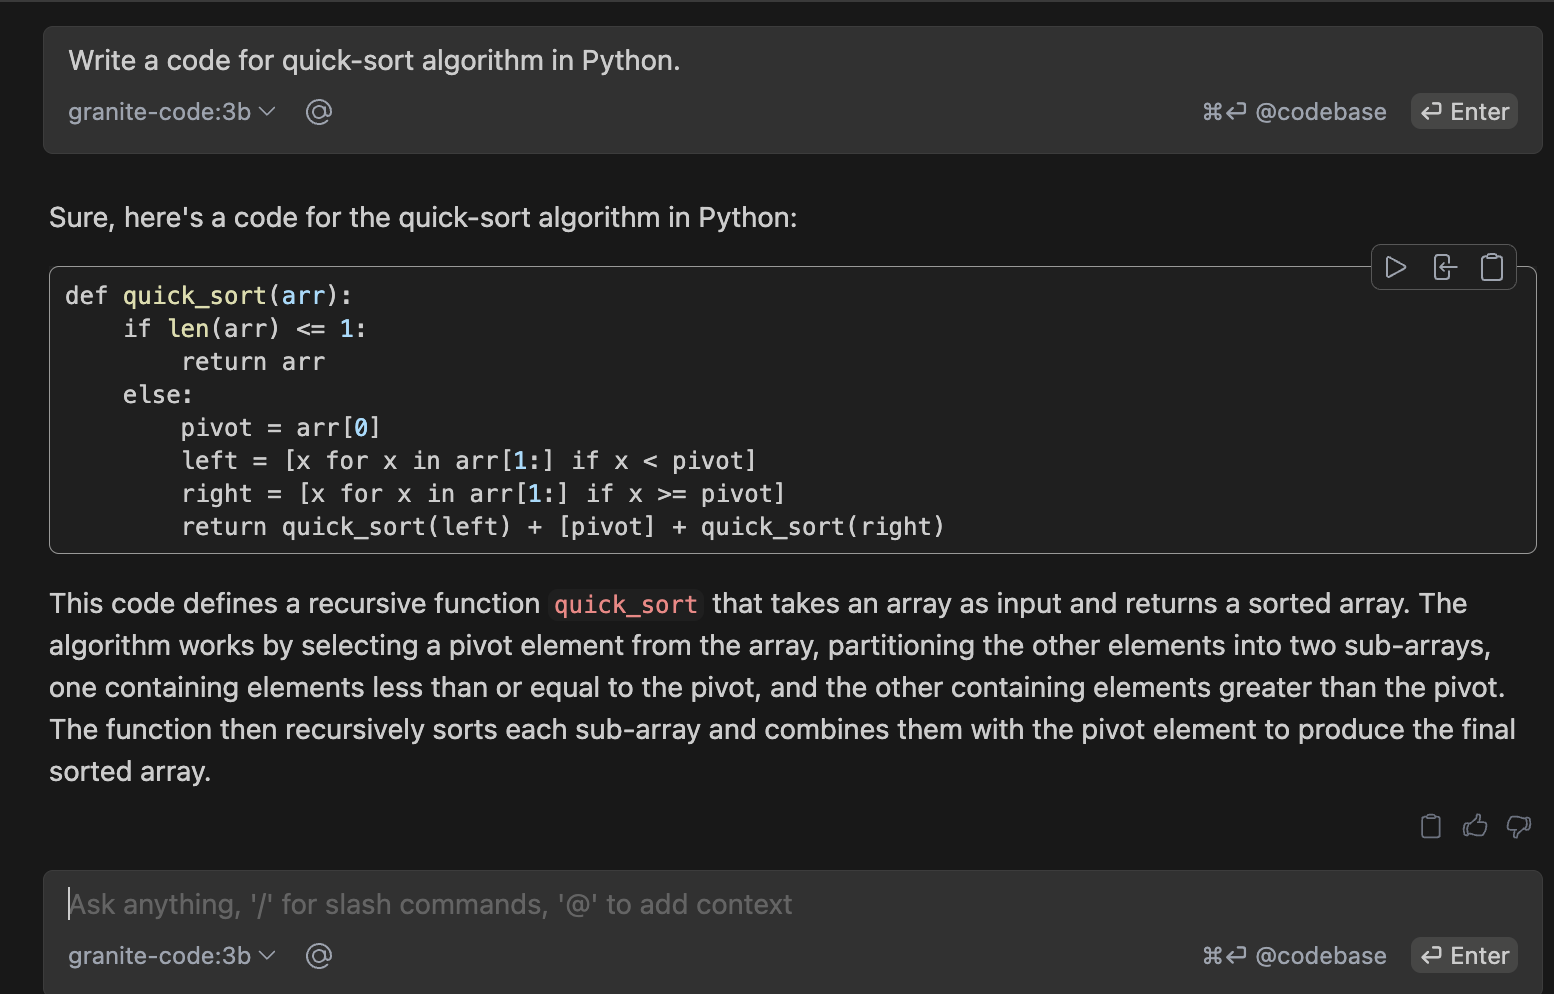 Write a code for quick-sort algorithm in Python.
granite-code:3b @ ⌘⏎ @codebase ⏎ Enter
Sure, here's a code for the quick-sort algorithm in Python:
def quick_sort(arr):
    if len(arr) <= 1:
        return arr
    else:
        pivot = arr[0]
        left = [x for x in arr[1:] if x < pivot]
        right = [x for x in arr[1:] if x >= pivot]
        return quick_sort(left) + [pivot] + quick_sort(right)
This code defines a recursive function quick_sort that takes an array as input and returns a sorted array. The
algorithm works by selecting a pivot element from the array, partitioning the other elements into two sub-arrays,
one containing elements less than or equal to the pivot, and the other containing elements greater than the pivot.
The function then recursively sorts each sub-array and combines them with the pivot element to produce the final
sorted array.
Ask anything, '/' for slash commands, '@' to add context
granite-code:3b @ ⌘⏎ @codebase ⏎ Enter